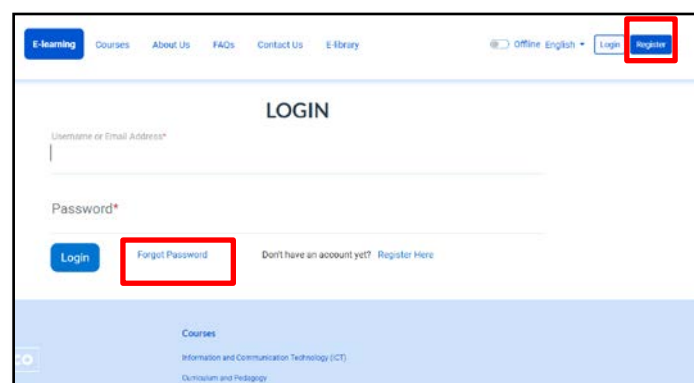 E-learning Courses About Us FAQs Contact Us E-library Offline English Login Register
LOGIN
Username or Email Address*
Password*
Login Forgot Password Don't have an account yet? Register Here
Courses
Information and Communication Technology (ICT)
Curriculum and Pedagogy